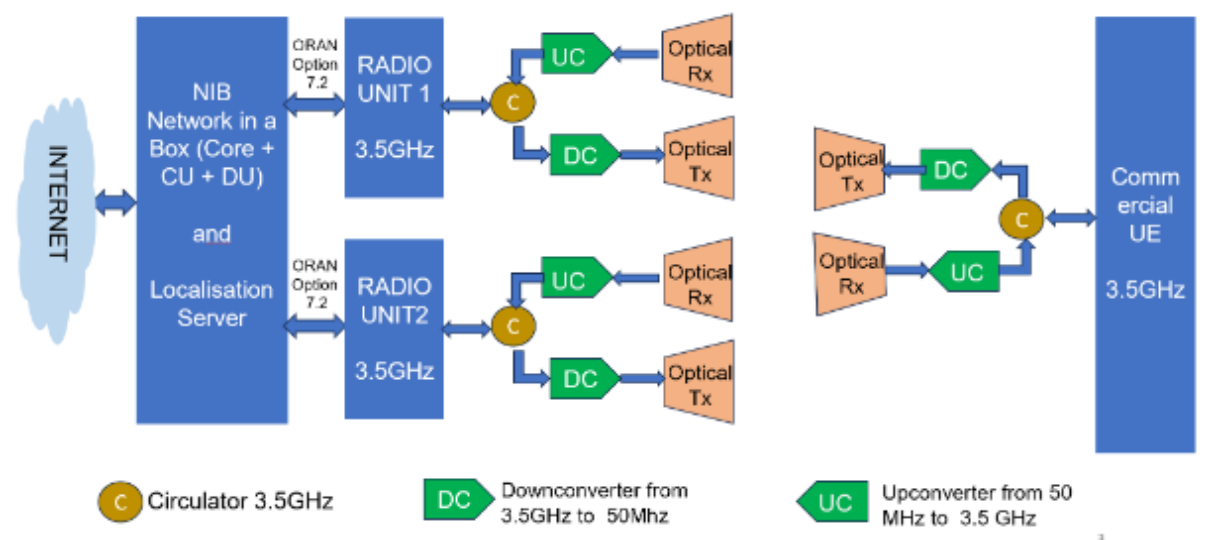 INTERNET
NIB
Network in a
Box (Core +
CU + DU)
and
Localisation
Server
ORAN
Option
7.2
RADIO
UNIT 1
3.5GHz
C
UC
Optical
Rx
DC
Optical
Tx
ORAN
Option
7.2
RADIO
UNIT2
3.5GHz
C
UC
Optical
Rx
DC
Optical
Tx
Optical
Tx
DC
C
Optical
Rx
UC
Comm
ercial
UE
3.5GHz
C
Circulator 3.5GHz
DC
Downconverter from
3.5GHz to 50Mhz
UC
Upconverter from 50
MHz to 3.5 GHz